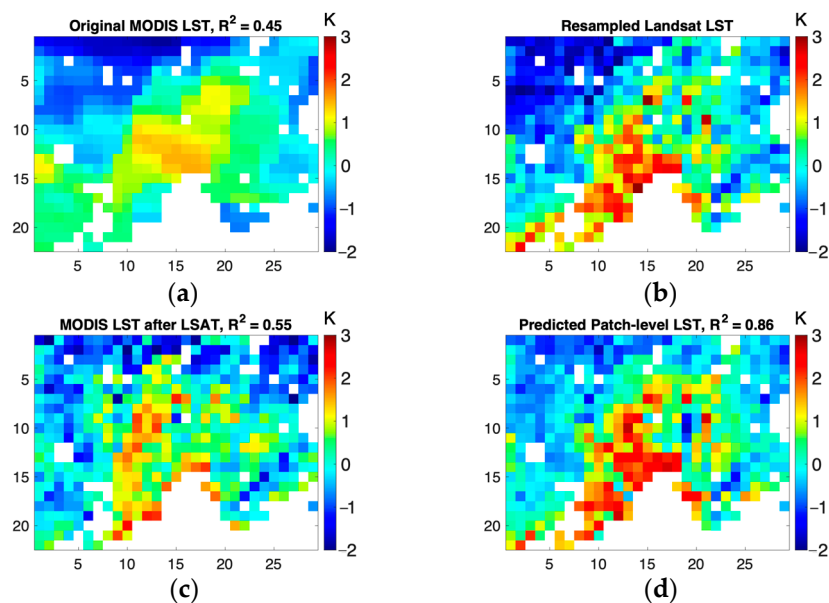 Original MODIS LST, R² = 0.45
K
3
2
1
0
-1
-2
5
10
15
20
5 10 15 20 25
(a)
Resampled Landsat LST
K
3
2
1
0
-1
-2
5
10
15
20
5 10 15 20 25
(b)
MODIS LST after LSAT, R² = 0.55
K
3
2
1
0
-1
-2
5
10
15
20
5 10 15 20 25
(c)
Predicted Patch-level LST, R² = 0.86
K
3
2
1
0
-1
-2
5
10
15
20
5 10 15 20 25
(d)